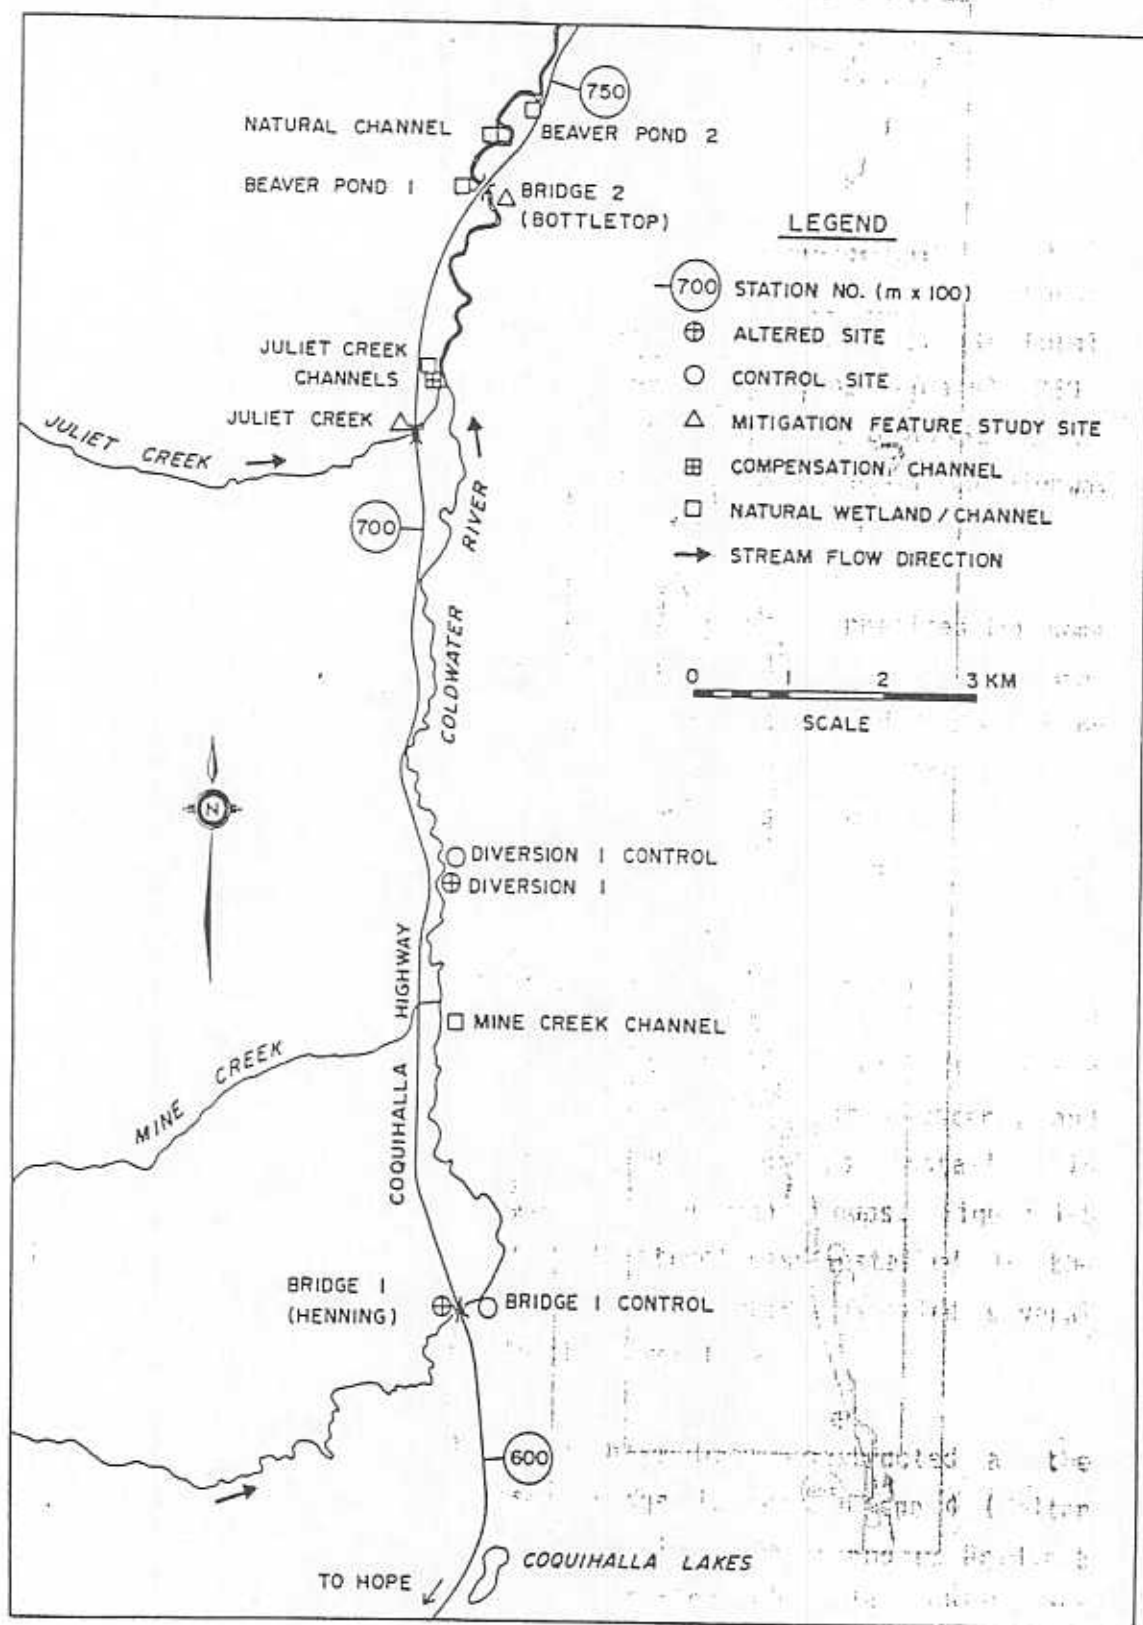 750
NATURAL CHANNEL
BEAVER POND 2
BEAVER POND 1
BRIDGE 2
(BOTTLETOP)
LEGEND
700 STATION NO. (m x 100)
ALTERED SITE
CONTROL SITE
MITIGATION FEATURE STUDY SITE
COMPENSATION CHANNEL
NATURAL WETLAND / CHANNEL
STREAM FLOW DIRECTION
JULIET CREEK
CHANNELS
JULIET CREEK
JULIET CREEK
700
COLDWATER RIVER
0 1 2 3 KM
SCALE
N
DIVERSION 1 CONTROL
DIVERSION 1
COQUIHALLA HIGHWAY
MINE CREEK CHANNEL
MINE CREEK
BRIDGE 1
(HENNING)
BRIDGE 1 CONTROL
600
COQUIHALLA LAKES
TO HOPE